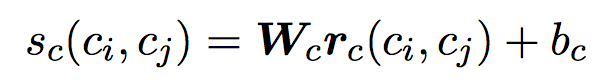 s_c(c_i, c_j) = W_c r_c(c_i, c_j) + b_c